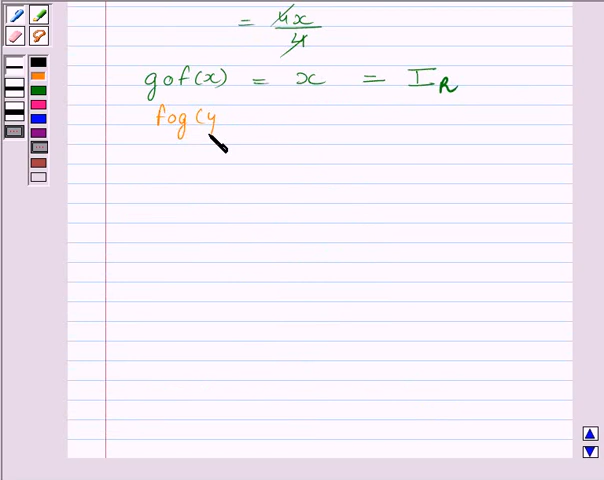 = 4x/4
gof(x) = x = I_R
fog(y